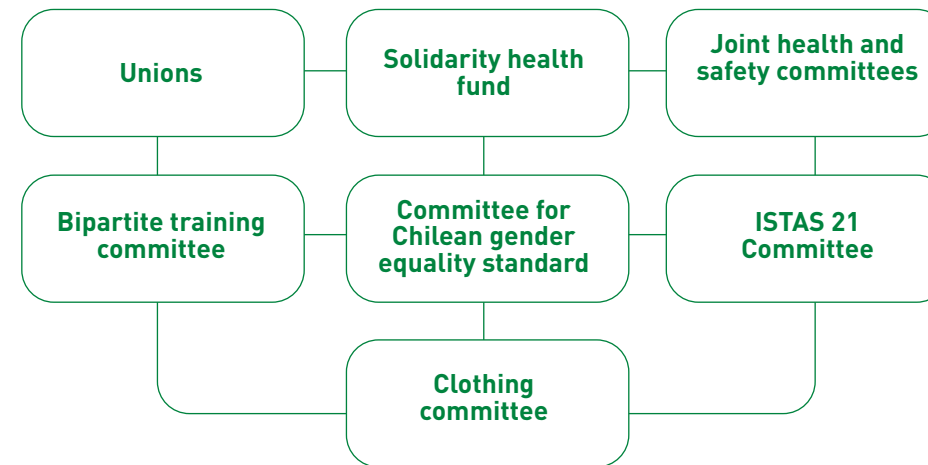 Unions
Solidarity health
fund
Joint health and
safety committees
Bipartite training
committee
Committee for
Chilean gender
equality standard
ISTAS 21
Committee
Clothing
committee